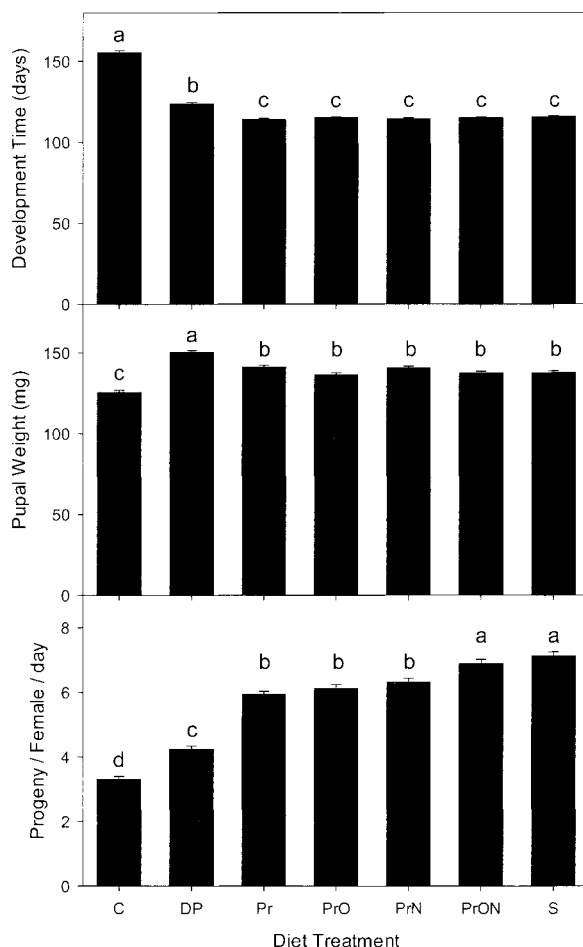 a
150
b
c c c c c
100
50
0
Development Time (days)
a
150
c
b b b b b
100
50
0
Pupal Weight (mg)
8
a a
b b b
6
c
4
d
2
0
Progeny / Female / day
C DP Pr PrO PrN PrON S
Diet Treatment